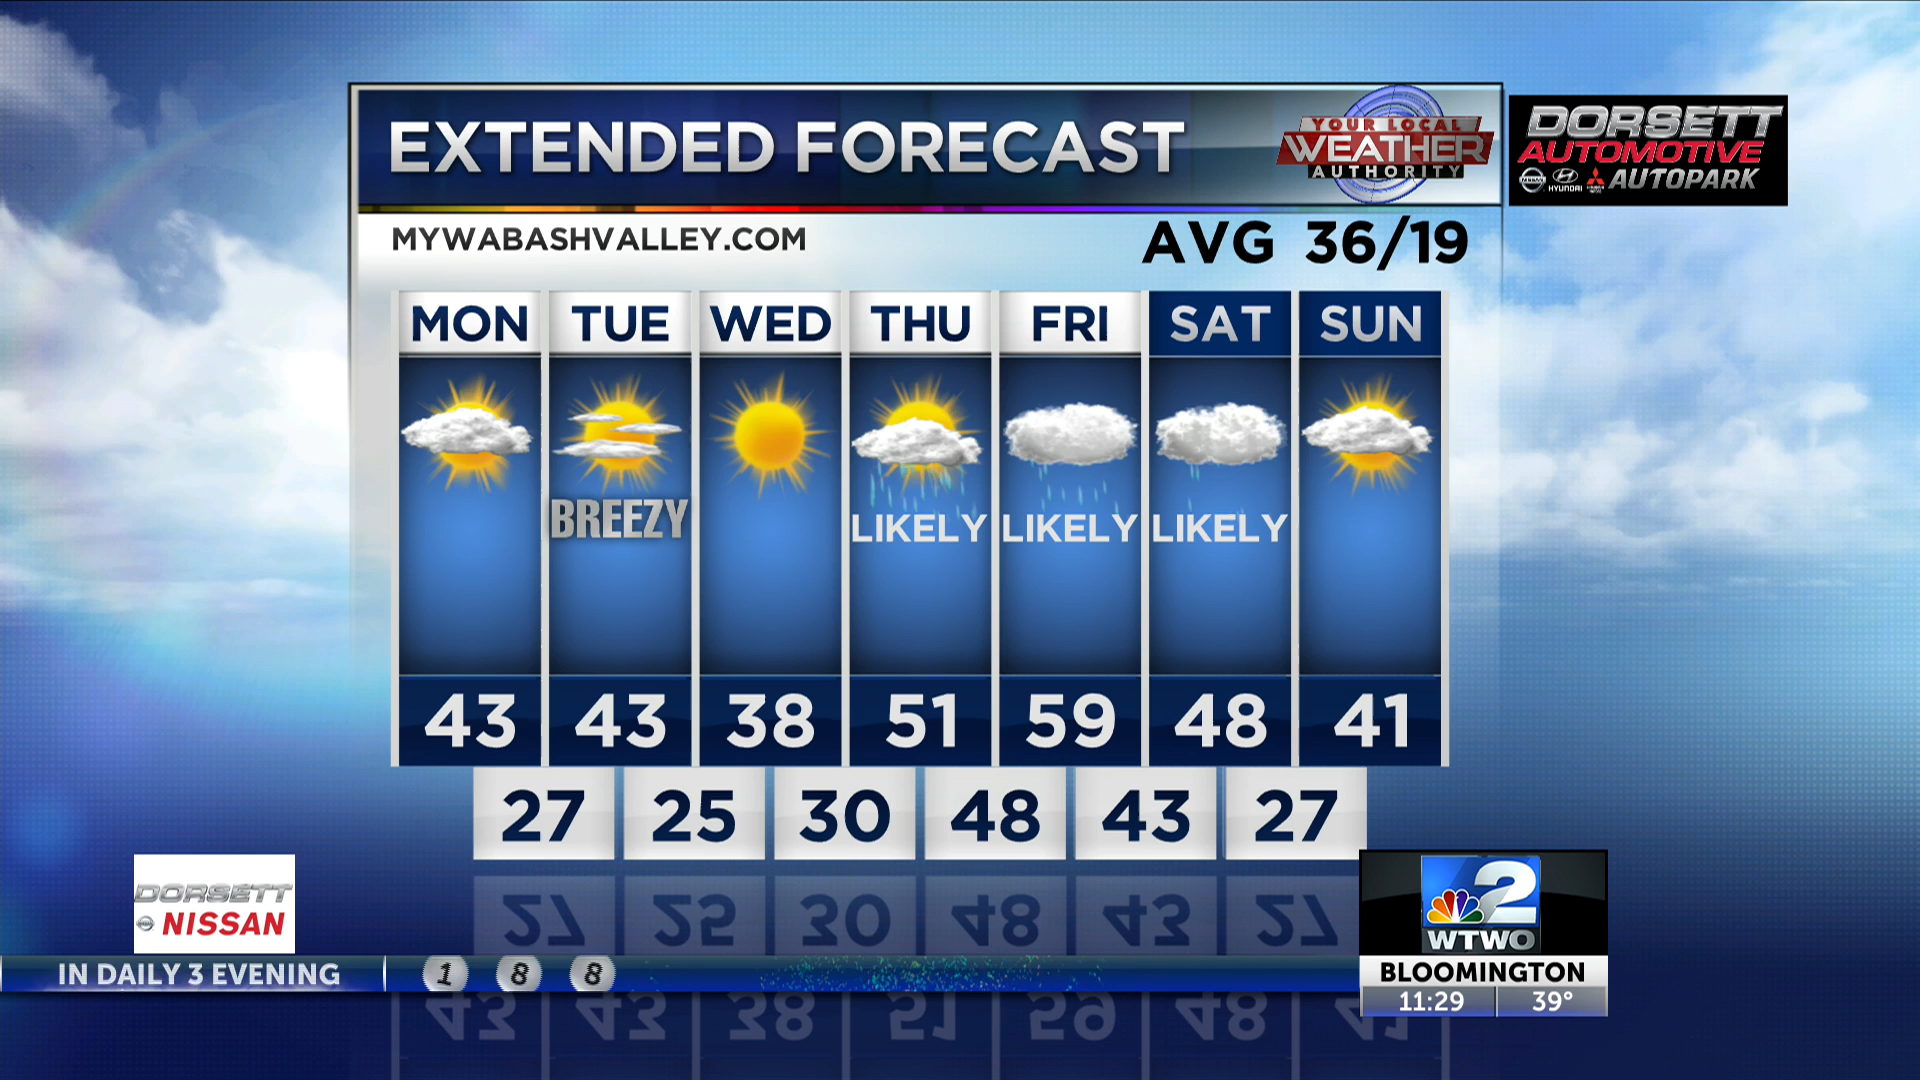 EXTENDED FORECAST
YOUR LOCAL
WEATHER
AUTHORITY
DORSETT
AUTOMOTIVE
NISSAN HYUNDAI AUTOPARK
MYWABASHVALLEY.COM
AVG 36/19
MON TUE WED THU FRI SAT SUN
BREEZY LIKELY LIKELY LIKELY
43 43 38 51 59 48 41
27 25 30 48 43 27
DORSETT
NISSAN
2
WTWO
IN DAILY 3 EVENING 1 8 8
BLOOMINGTON
11:29 39°